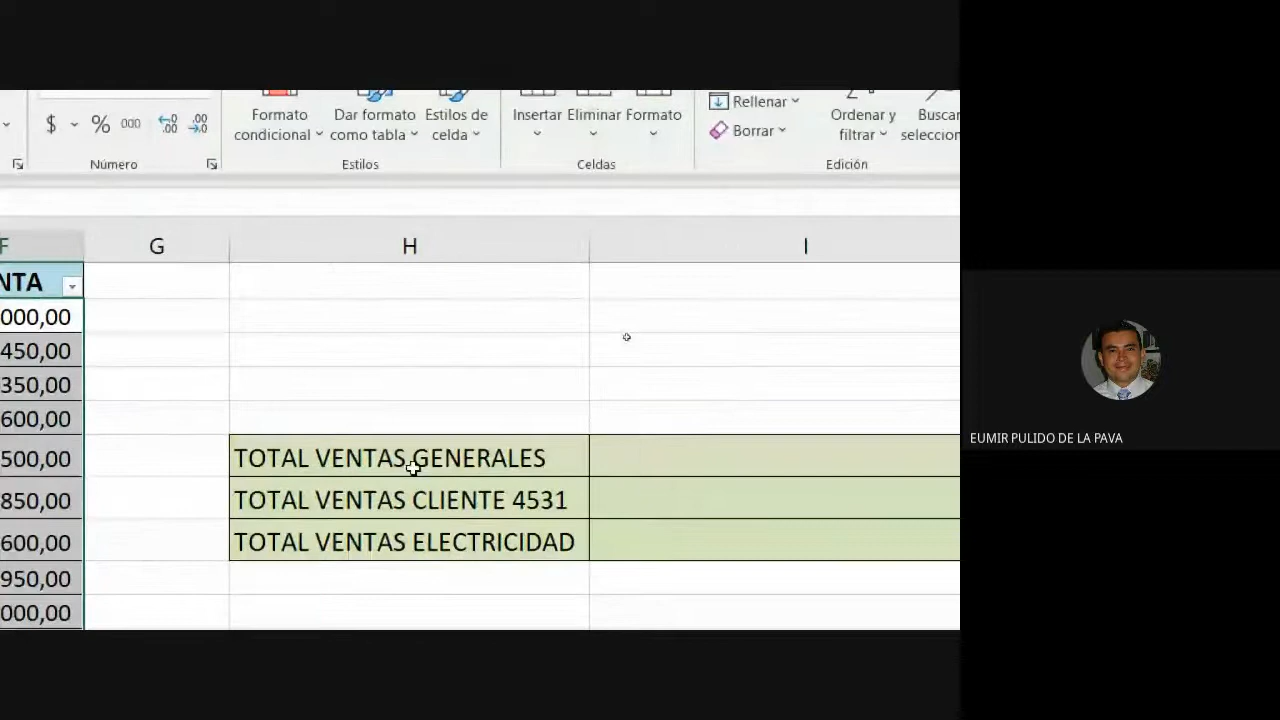 Formato condicional
Dar formato como tabla
Estilos de celda
Insertar
Eliminar
Formato
Rellenar
Borrar
Ordenar y filtrar
Buscar
$ % 000
Número
Estilos
Celdas
Edición
F G H I
NTA
000,00
450,00
350,00
600,00
500,00 TOTAL VENTAS GENERALES
850,00 TOTAL VENTAS CLIENTE 4531
600,00 TOTAL VENTAS ELECTRICIDAD
950,00
000,00
EUMIR PULIDO DE LA PAVA